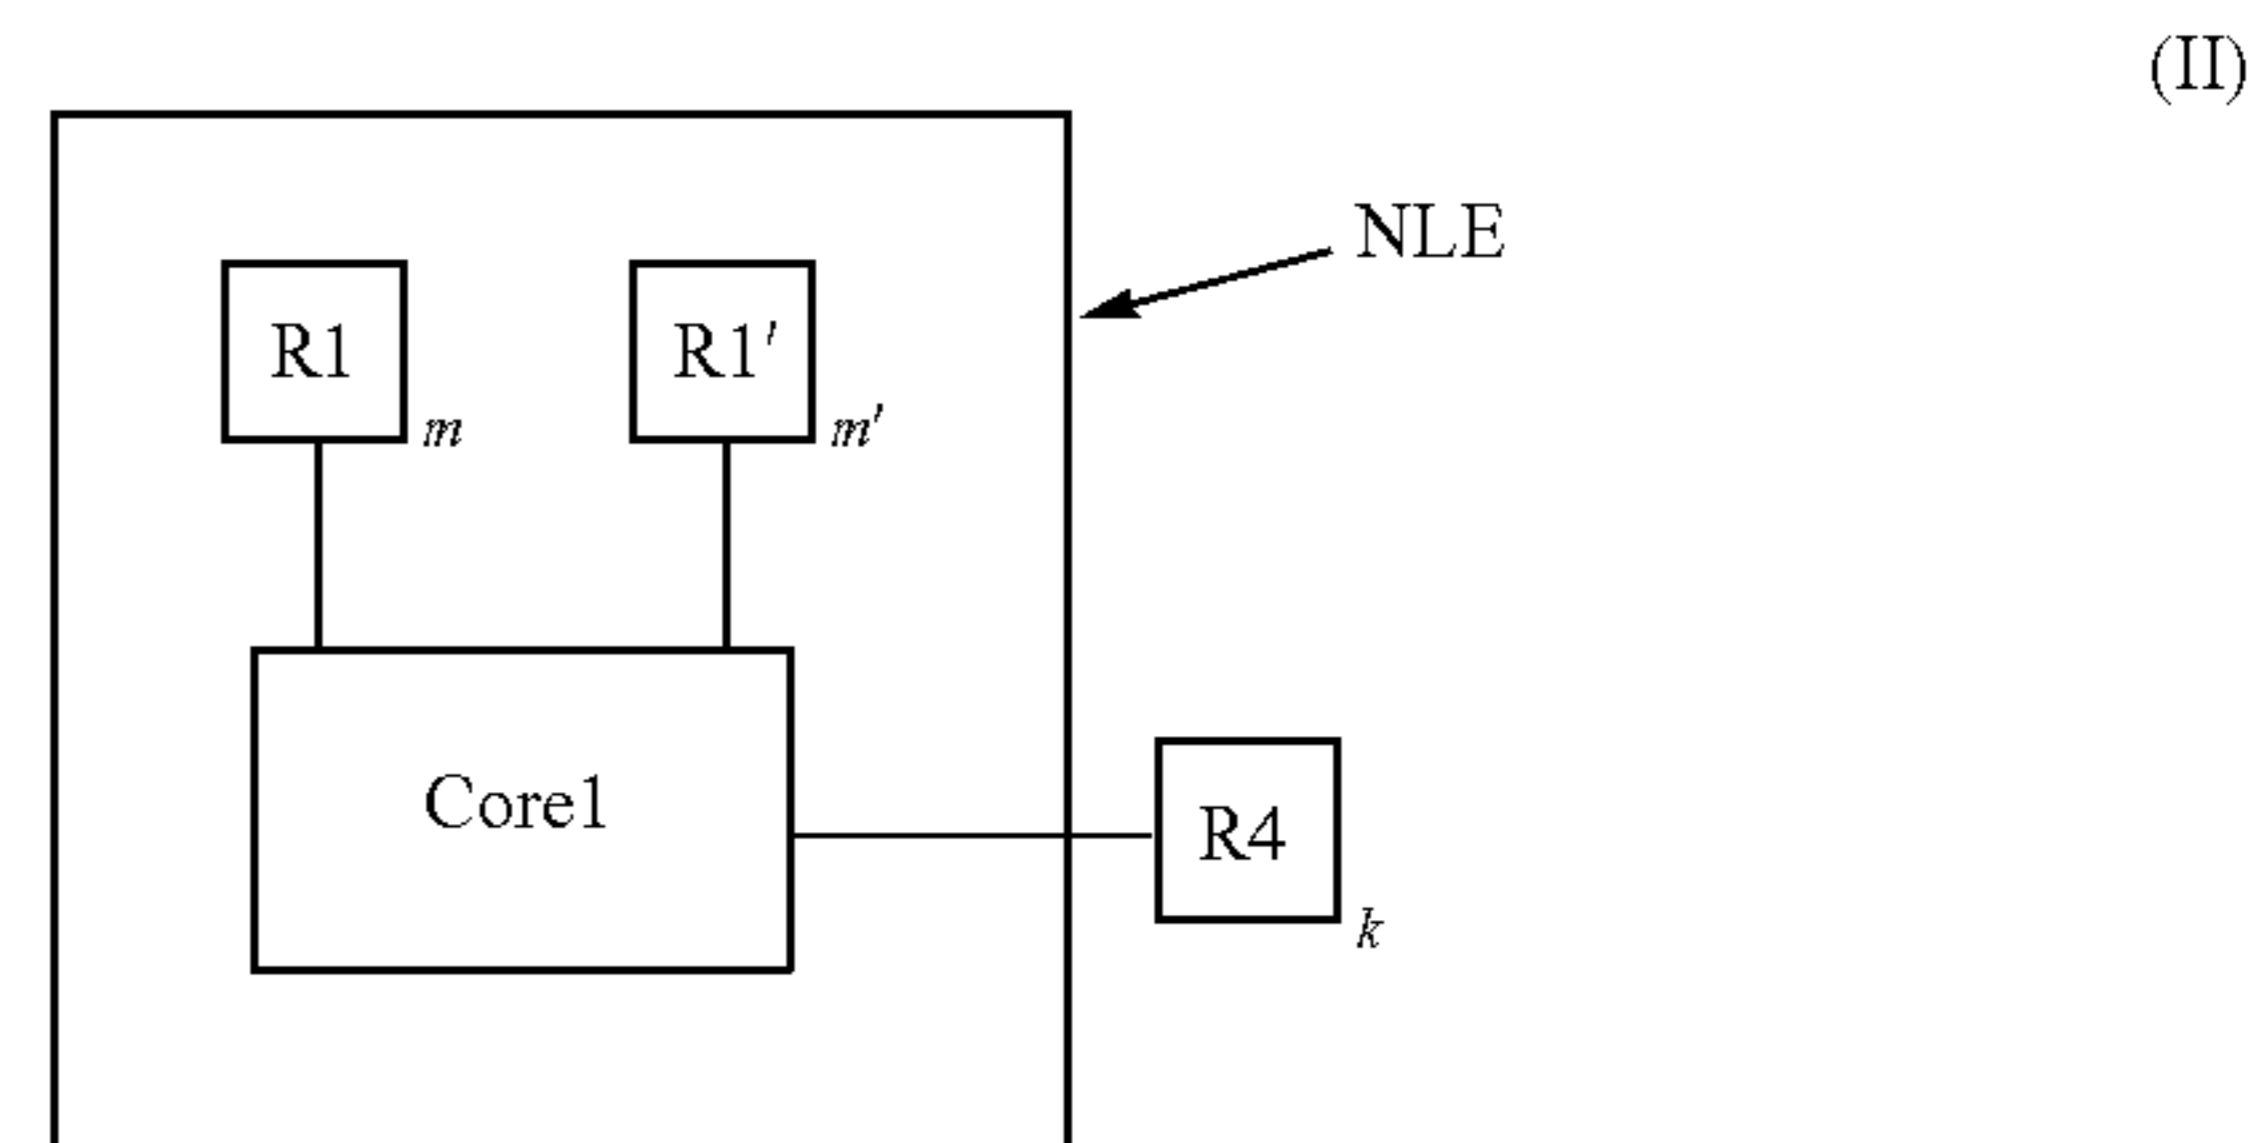 (II)
NLE
R1 R1′
m m′
Core1
R4
k